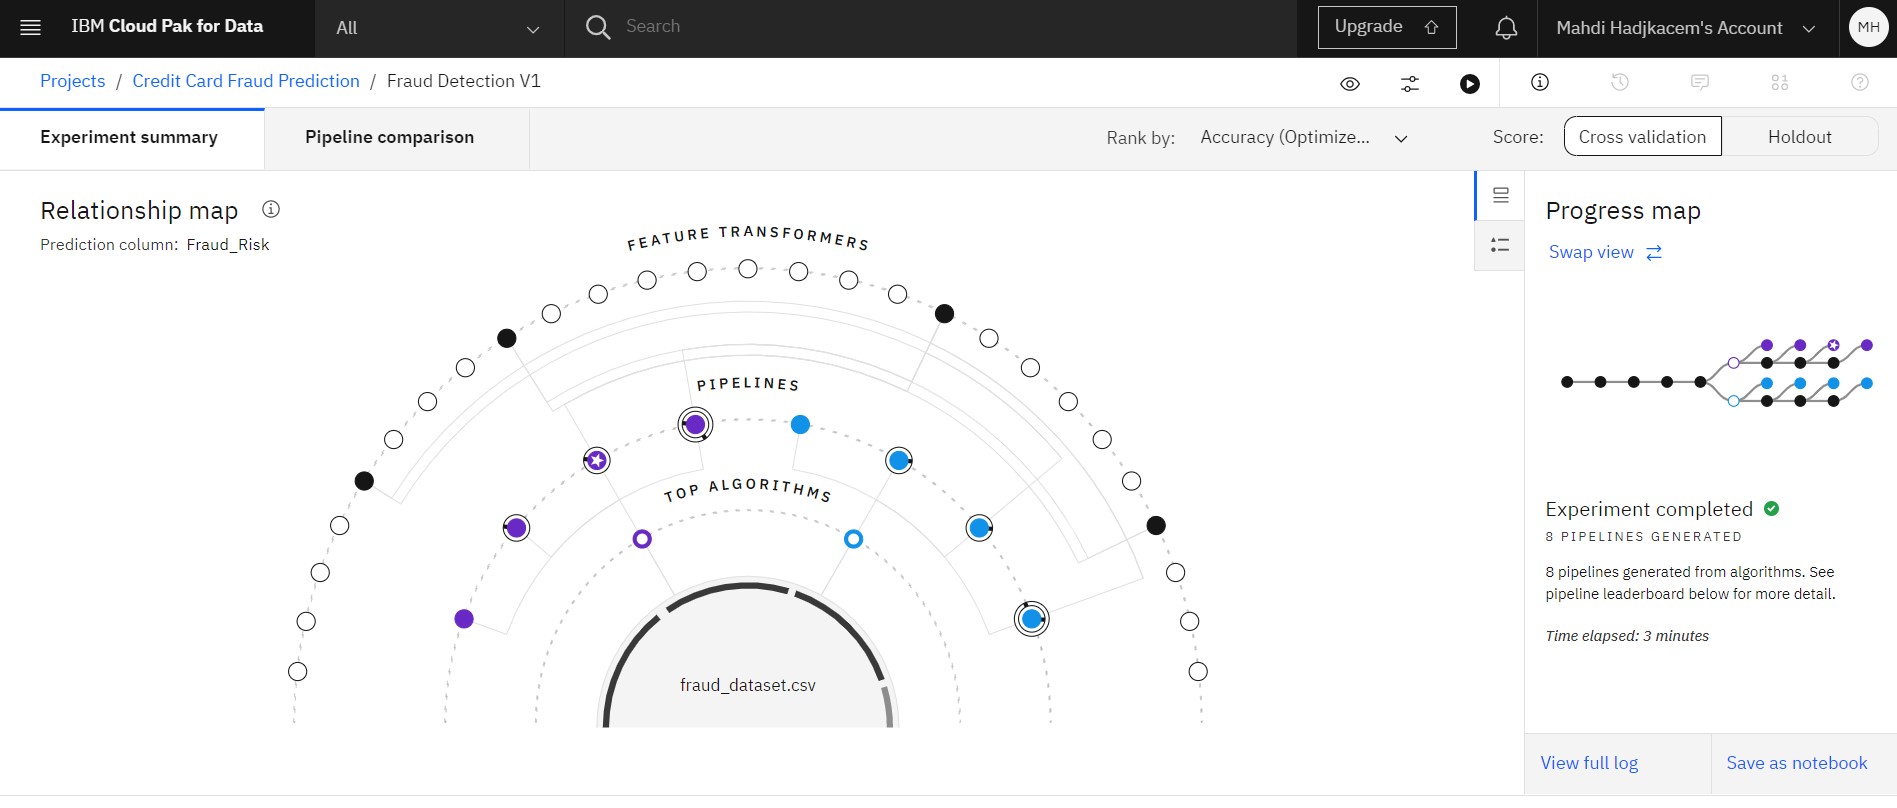 IBM Cloud Pak for Data
All
Search
Upgrade
Mahdi Hadjkacem's Account
MH
Projects / Credit Card Fraud Prediction / Fraud Detection V1
Experiment summary
Pipeline comparison
Rank by: Accuracy (Optimize...
Score: Cross validation Holdout
Relationship map
Prediction column: Fraud_Risk
FEATURE TRANSFORMERS
PIPELINES
TOP ALGORITHMS
fraud_dataset.csv
Progress map
Swap view
Experiment completed
8 PIPELINES GENERATED
8 pipelines generated from algorithms. See
pipeline leaderboard below for more detail.
Time elapsed: 3 minutes
View full log
Save as notebook